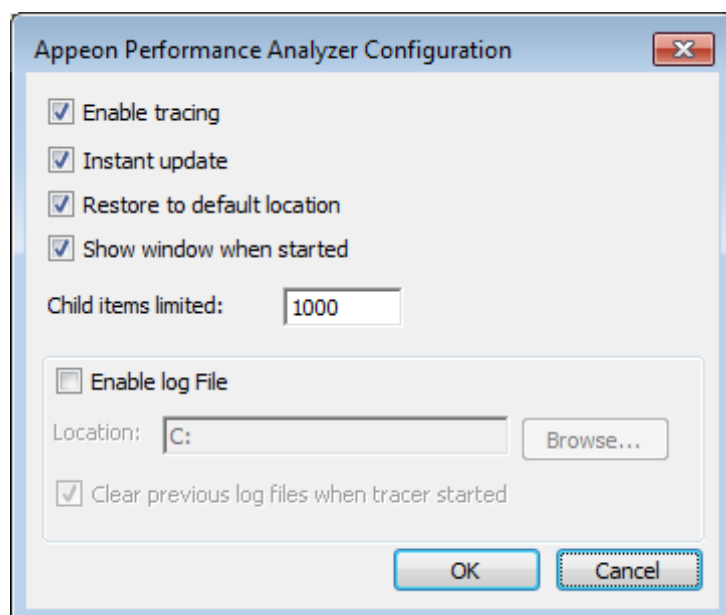 Appeon Performance Analyzer Configuration
Enable tracing
Instant update
Restore to default location
Show window when started
Child items limited: 1000
Enable log File
Location: C: Browse...
Clear previous log files when tracer started
OK Cancel